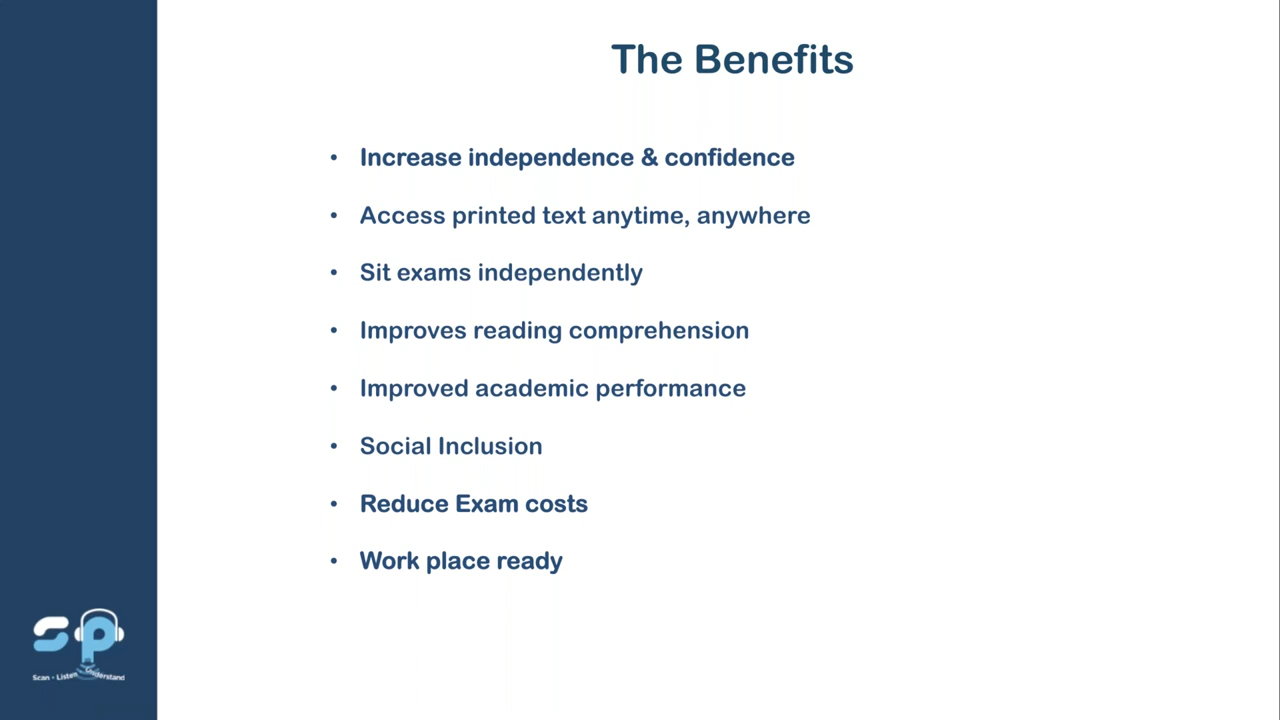 The Benefits
• Increase independence & confidence
• Access printed text anytime, anywhere
• Sit exams independently
• Improves reading comprehension
• Improved academic performance
• Social Inclusion
• Reduce Exam costs
• Work place ready
sp
Scan - Listen - Understand